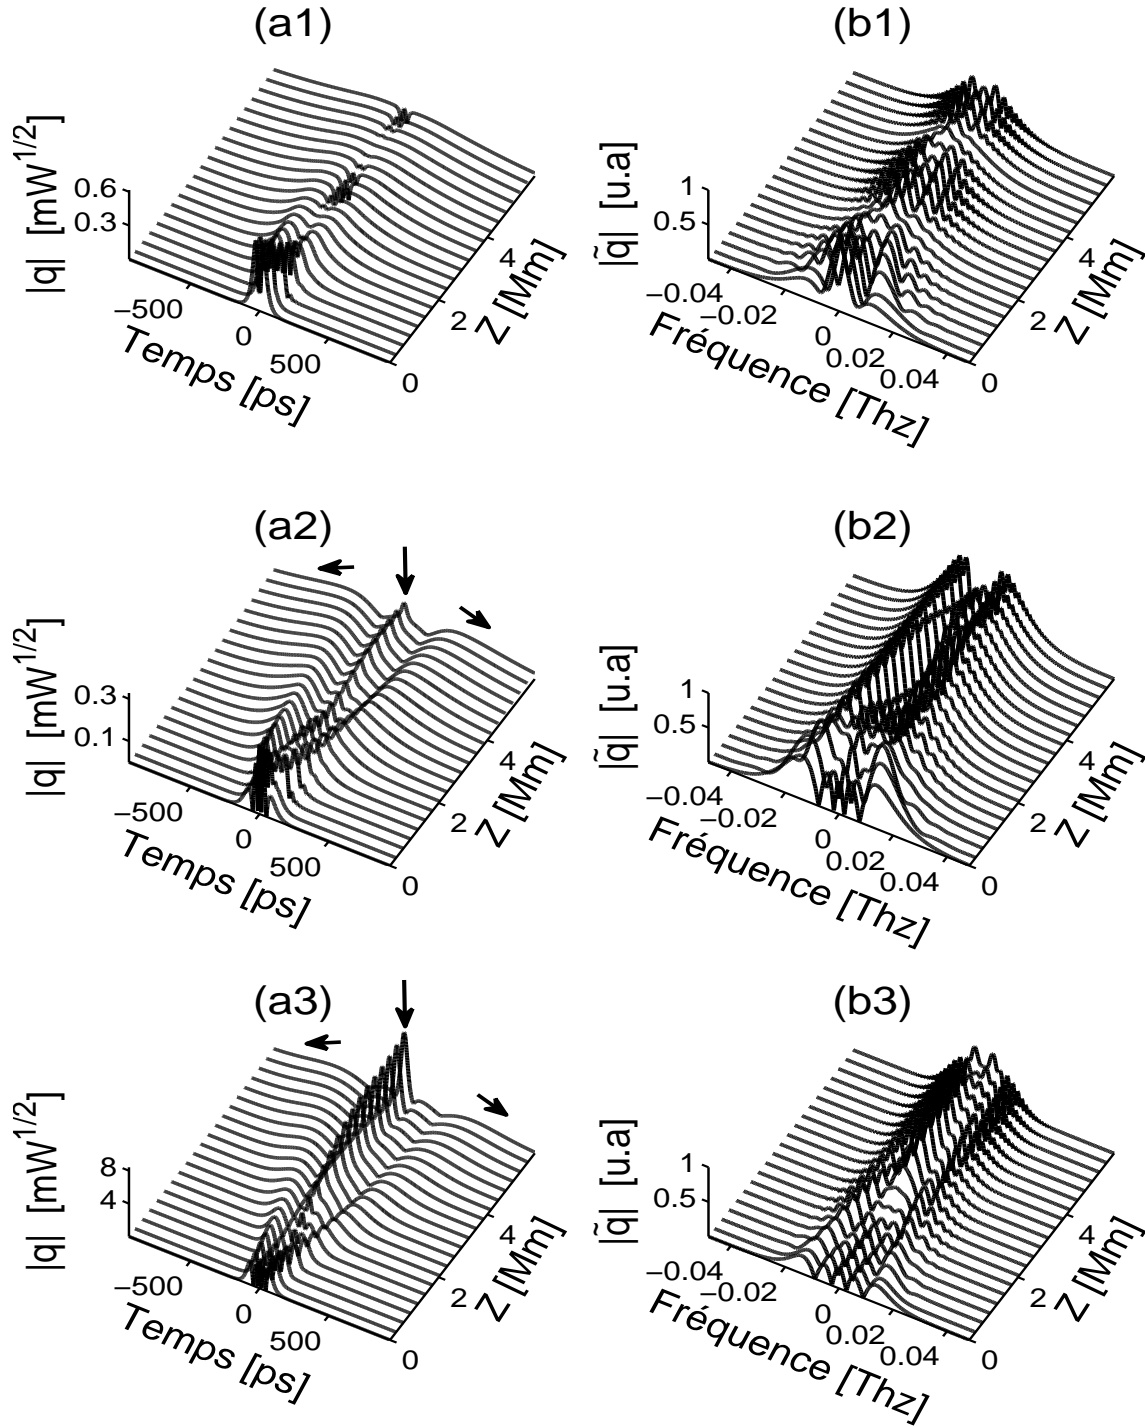 (a1)
|q| [mW^1/2]
0.6
0.3
−500
0
500
Temps [ps]
0
2
4
Z [Mm]
(b1)
|q̃| [u.a]
1
0.5
−0.04
−0.02
0
0.02
0.04
Fréquence [Thz]
0
2
4
Z [Mm]
(a2)
|q| [mW^1/2]
0.3
0.1
−500
0
500
Temps [ps]
0
2
4
Z [Mm]
(b2)
|q̃| [u.a]
1
0.5
−0.04
−0.02
0
0.02
0.04
Fréquence [Thz]
0
2
4
Z [Mm]
(a3)
|q| [mW^1/2]
8
4
−500
0
500
Temps [ps]
0
2
4
Z [Mm]
(b3)
|q̃| [u.a]
1
0.5
−0.04
−0.02
0
0.02
0.04
Fréquence [Thz]
0
2
4
Z [Mm]